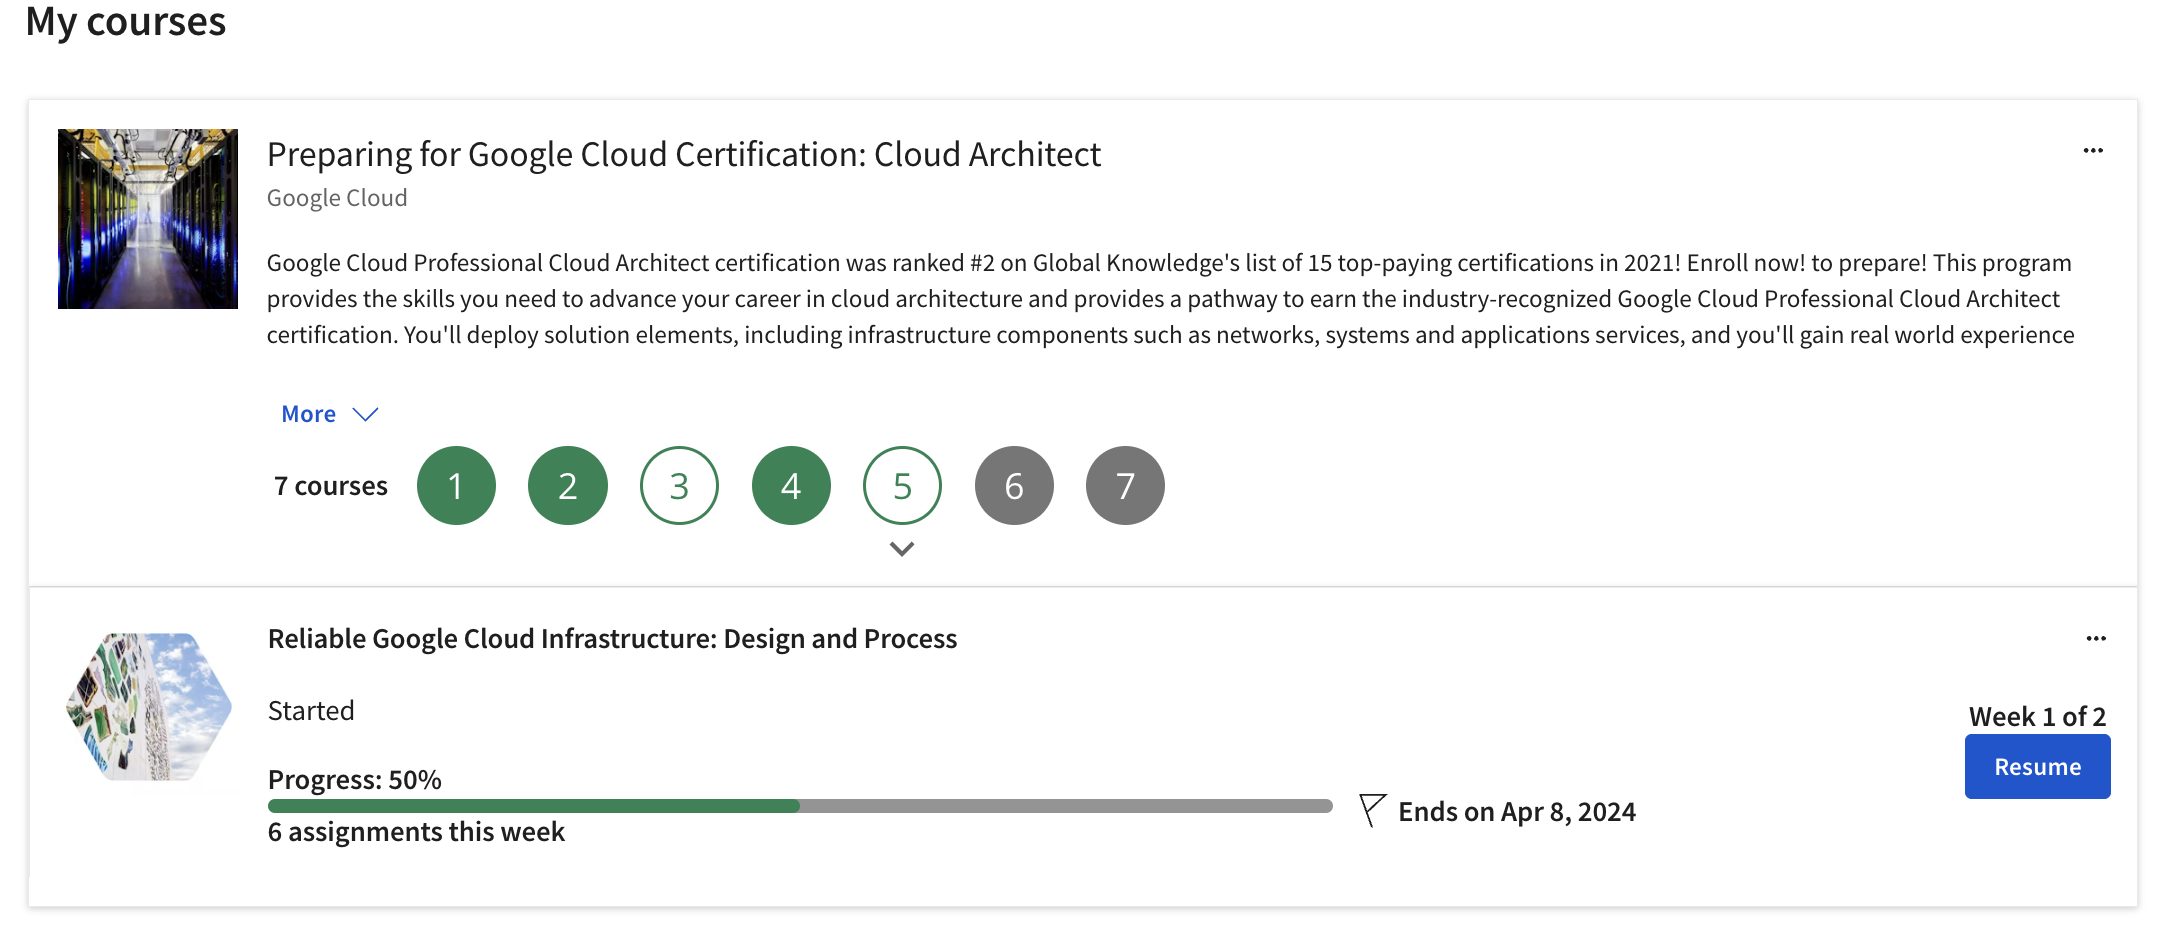 My courses
Preparing for Google Cloud Certification: Cloud Architect
...
Google Cloud
Google Cloud Professional Cloud Architect certification was ranked #2 on Global Knowledge's list of 15 top-paying certifications in 2021! Enroll now! to prepare! This program
provides the skills you need to advance your career in cloud architecture and provides a pathway to earn the industry-recognized Google Cloud Professional Cloud Architect
certification. You'll deploy solution elements, including infrastructure components such as networks, systems and applications services, and you'll gain real world experience
More
7 courses 1 2 3 4 5 6 7
Reliable Google Cloud Infrastructure: Design and Process
...
Started
Week 1 of 2
Resume
Progress: 50%
Ends on Apr 8, 2024
6 assignments this week